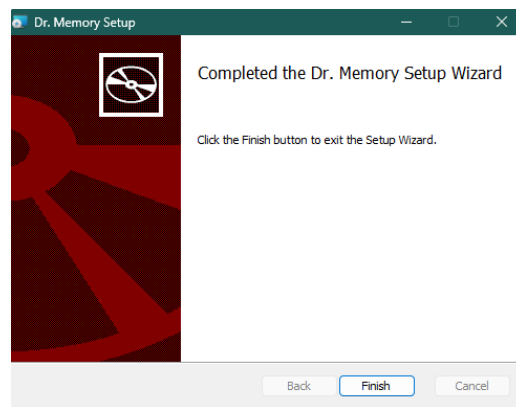 Dr. Memory Setup
Completed the Dr. Memory Setup Wizard
Click the Finish button to exit the Setup Wizard.
Back
Finish
Cancel